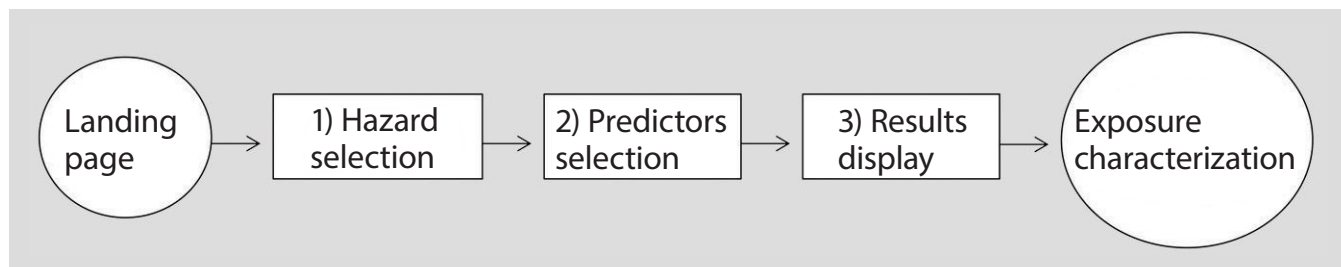 Landing
page
1) Hazard
selection
2) Predictors
selection
3) Results
display
Exposure
characterization